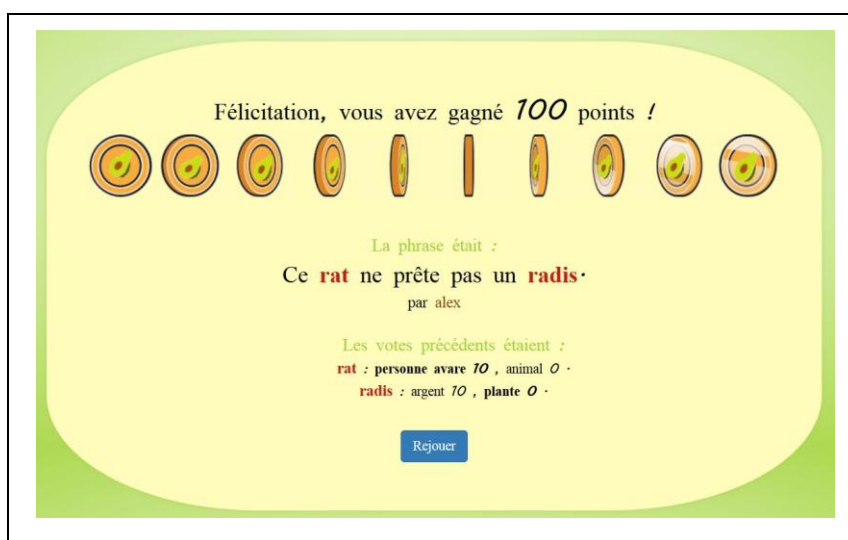 Félicitation, vous avez gagné 100 points !
La phrase était :
Ce rat ne prête pas un radis.
par alex
Les votes précédents étaient :
rat : personne avare 10 , animal 0 .
radis : argent 10 , plante 0 .
Rejouer